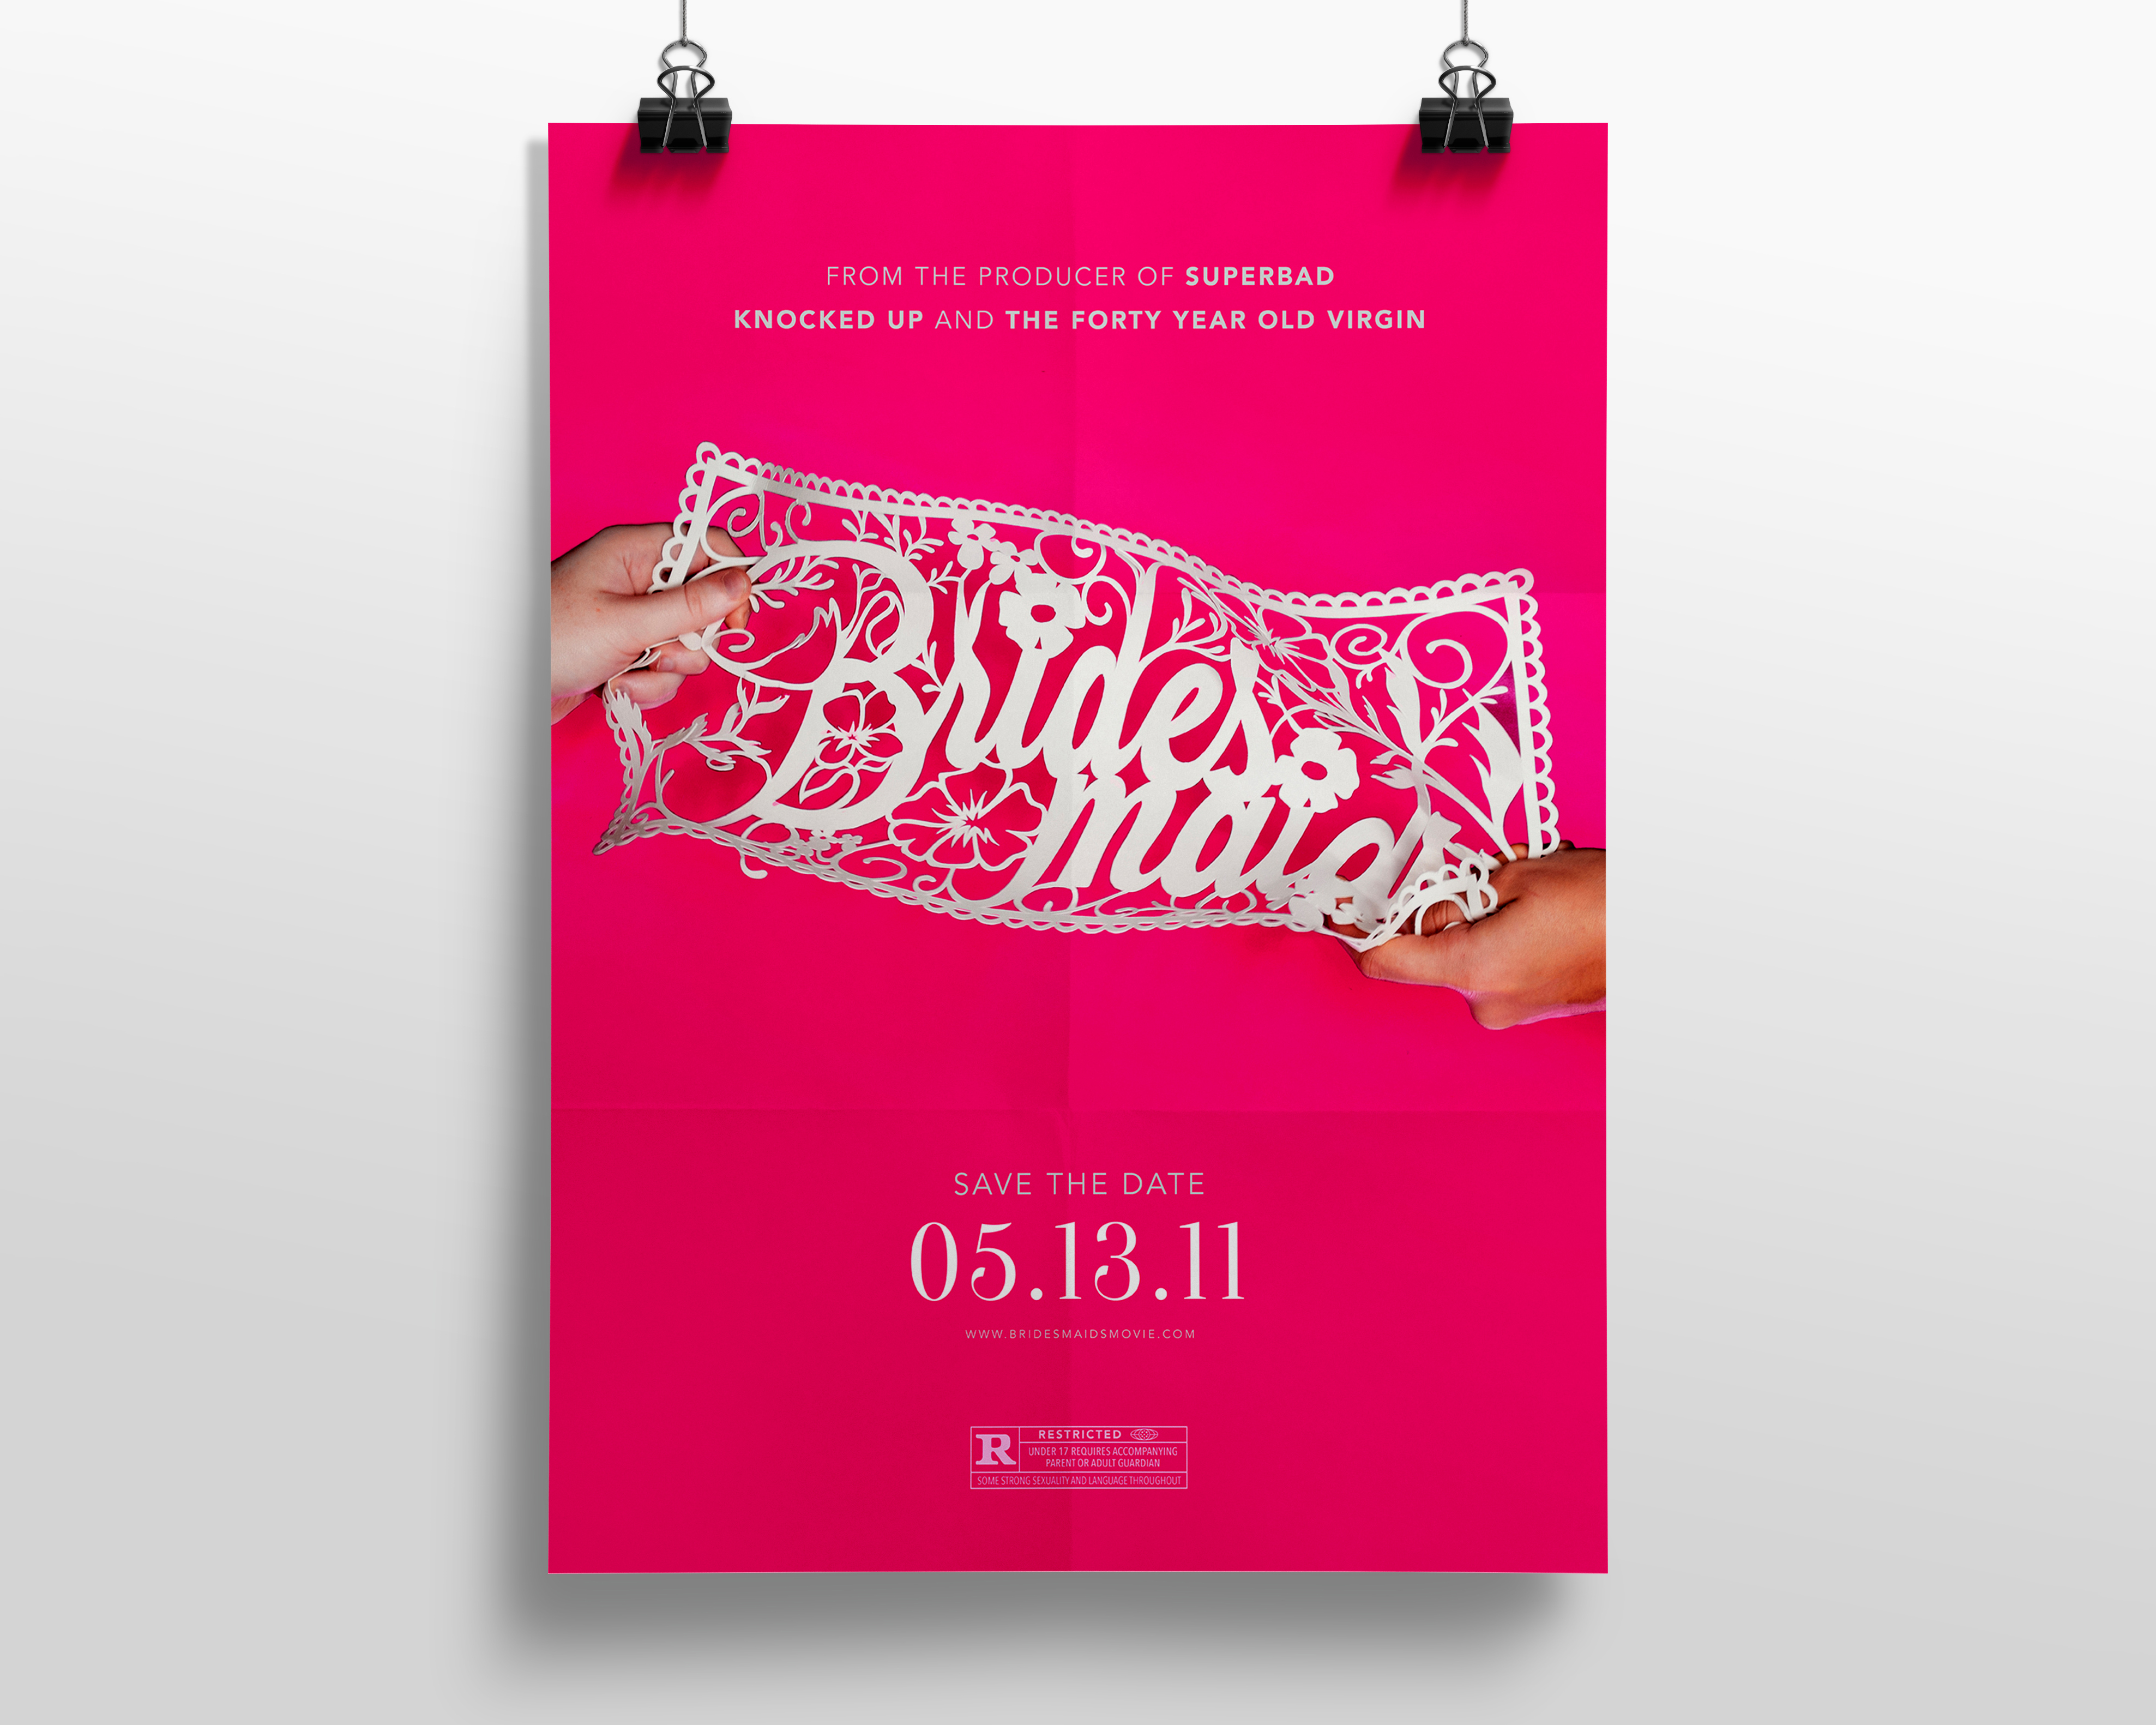 FROM THE PRODUCER OF SUPERBAD
KNOCKED UP AND THE FORTY YEAR OLD VIRGIN
Brides
maids
SAVE THE DATE
05.13.11
WWW.BRIDESMAIDSMOVIE.COM
R
RESTRICTED
UNDER 17 REQUIRES ACCOMPANYING
PARENT OR ADULT GUARDIAN
SOME STRONG SEXUALITY AND LANGUAGE THROUGHOUT